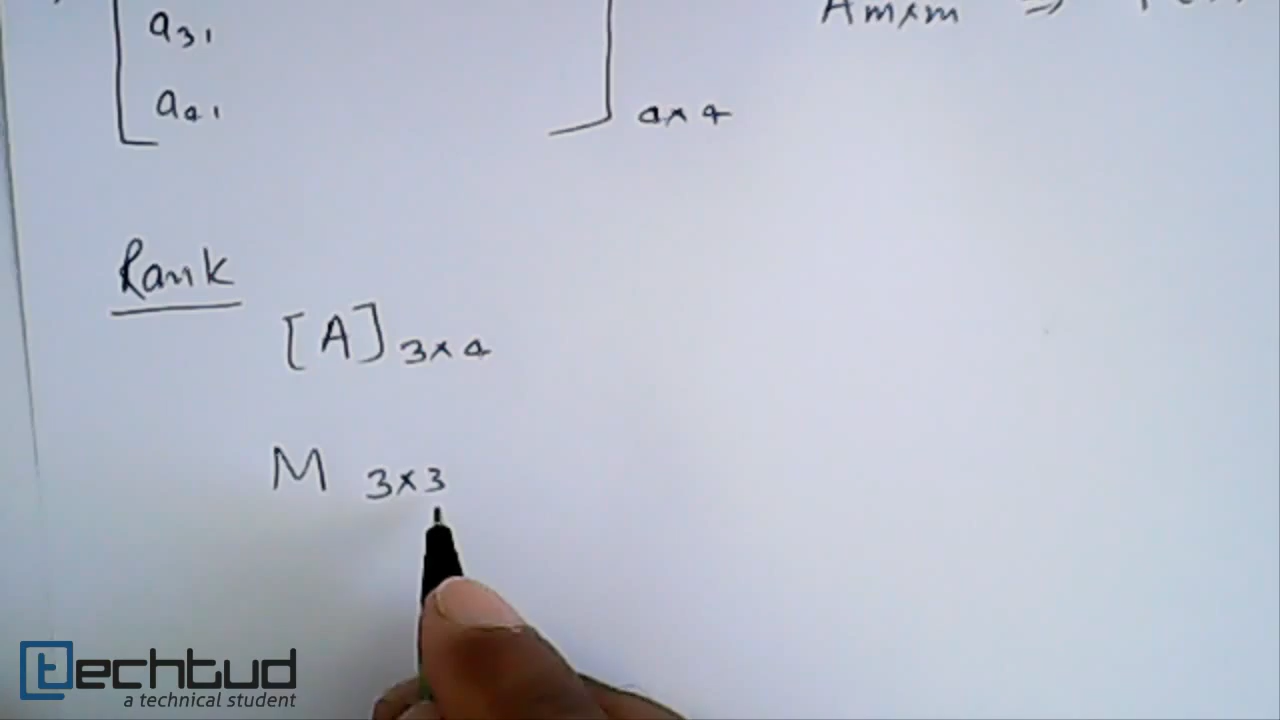 a31
Am×m ⇒
a41
4×4
Rank
[A]3×4
M 3×3
techtud
a technical student